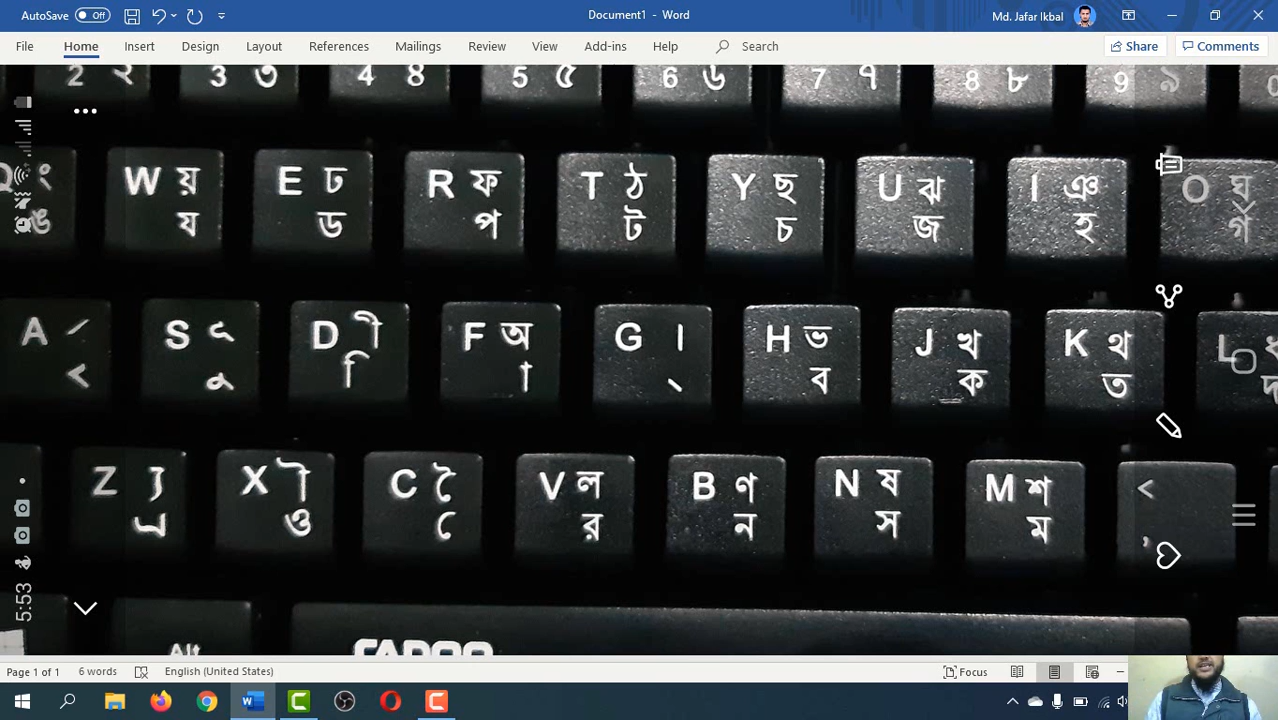 AutoSave Off
Document1 - Word
Md. Jafar Ikbal
File Home Insert Design Layout References Mailings Review View Add-ins Help Search
Share Comments
2 ২ 3 ৩ 4 ৪ 5 ৫ 6 ৬ 7 ৭ 8 ৮ 9 ৯ 0
Q ং W য় E ঢ R ফ T ঠ Y ছ U ঝ I ঞ O ঘ
ঙ য ড প ট চ জ হ গ
A S D ী F অ G । H ভ J খ K থ L ধ
ু ি া ্ ব ক ত দ
Z X ৗ C ৈ V ল B ণ N ষ M শ <
ও ে র ন স ম ,
5:53
Alt
Page 1 of 1 6 words English (United States) Focus